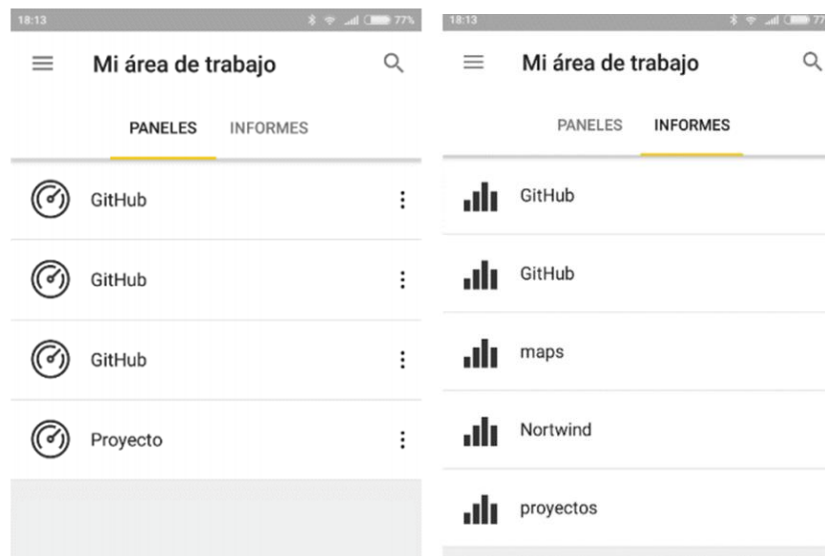 18:13
77%
Mi área de trabajo
PANELES INFORMES
GitHub
GitHub
GitHub
Proyecto
18:13
77
Mi área de trabajo
PANELES INFORMES
GitHub
GitHub
maps
Nortwind
proyectos